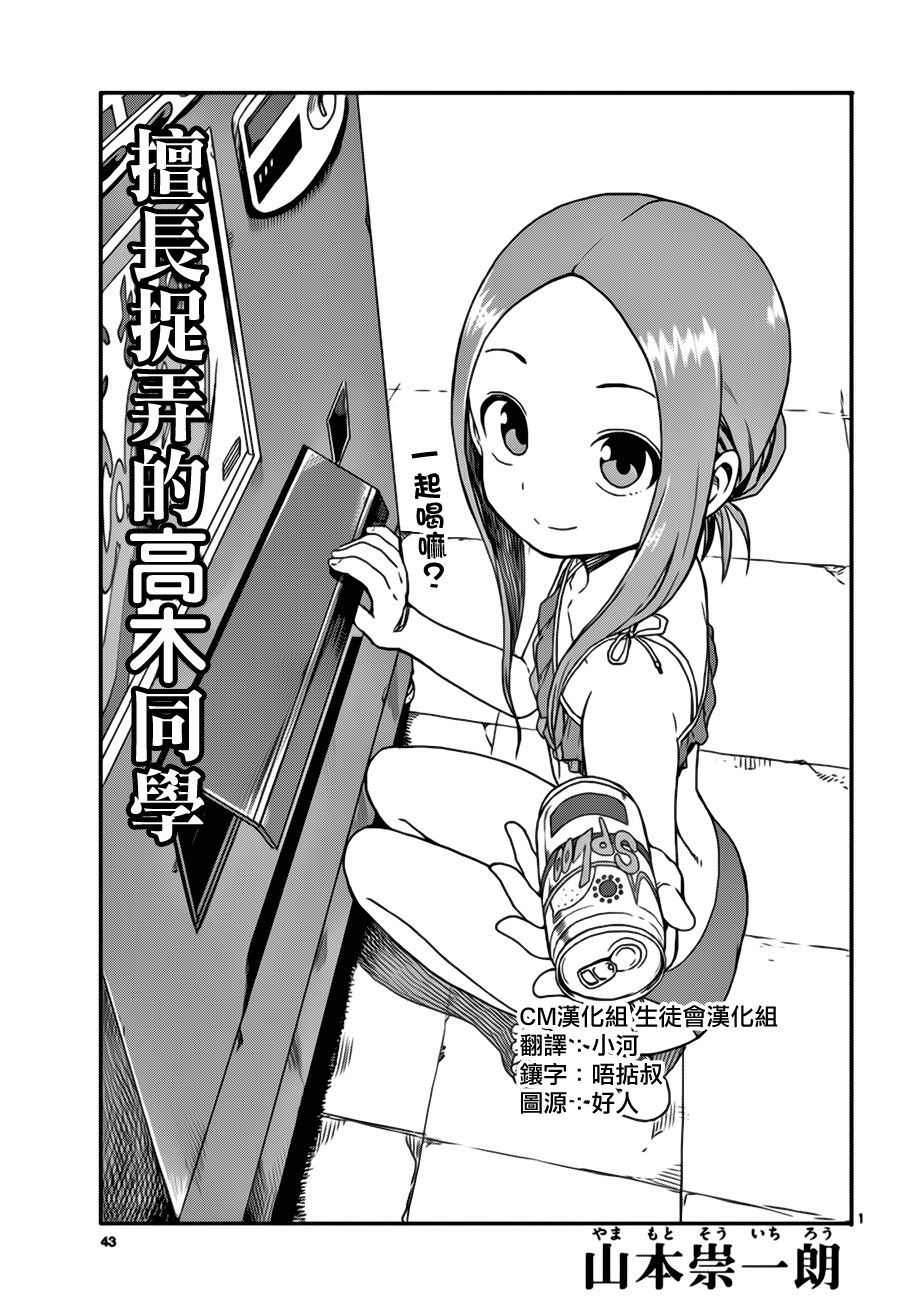 擅長捉弄的高木同學
一起喝嘛?
CM漢化組 生徒會漢化組
翻譯：小河
鑲字：唔掂叔
圖源：好人
1
43
やま もと そう いち ろう
山本崇一朗